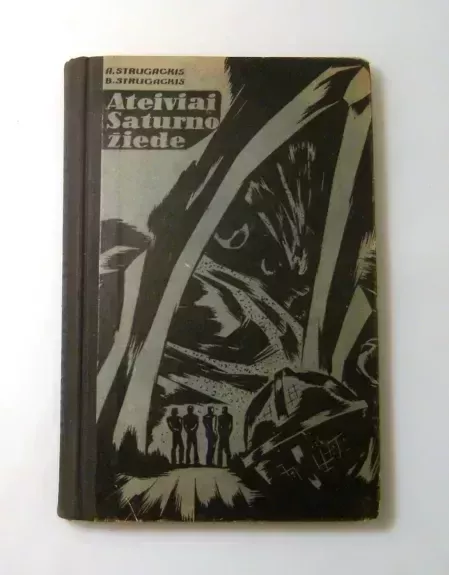 A. STRUGACKIS
B. STRUGACKIS
Ateiviai
Saturno
žiede